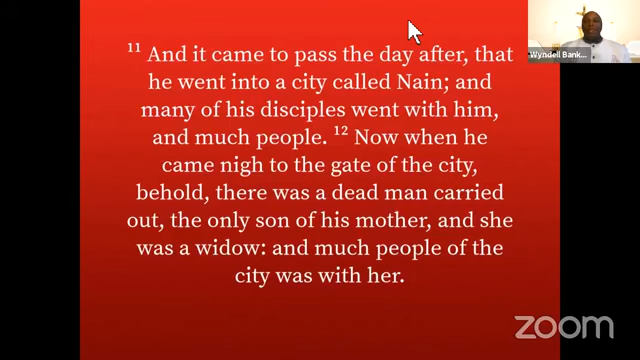 ¹¹ And it came to pass the day after, that
he went into a city called Nain; and
many of his disciples went with him,
and much people. ¹² Now when he
came nigh to the gate of the city,
behold, there was a dead man carried
out, the only son of his mother, and she
was a widow: and much people of the
city was with her.
Wyndell Bank...
zoom